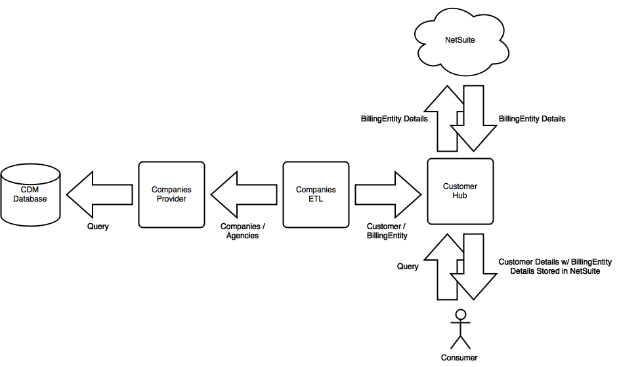 NetSuite
BillingEntity Details
BillingEntity Details
CDM
Database
Companies
Provider
Companies
ETL
Customer
Hub
Query
Companies /
Agencies
Customer /
BillingEntity
Query
Customer Details w/ BillingEntity
Details Stored in NetSuite
Consumer